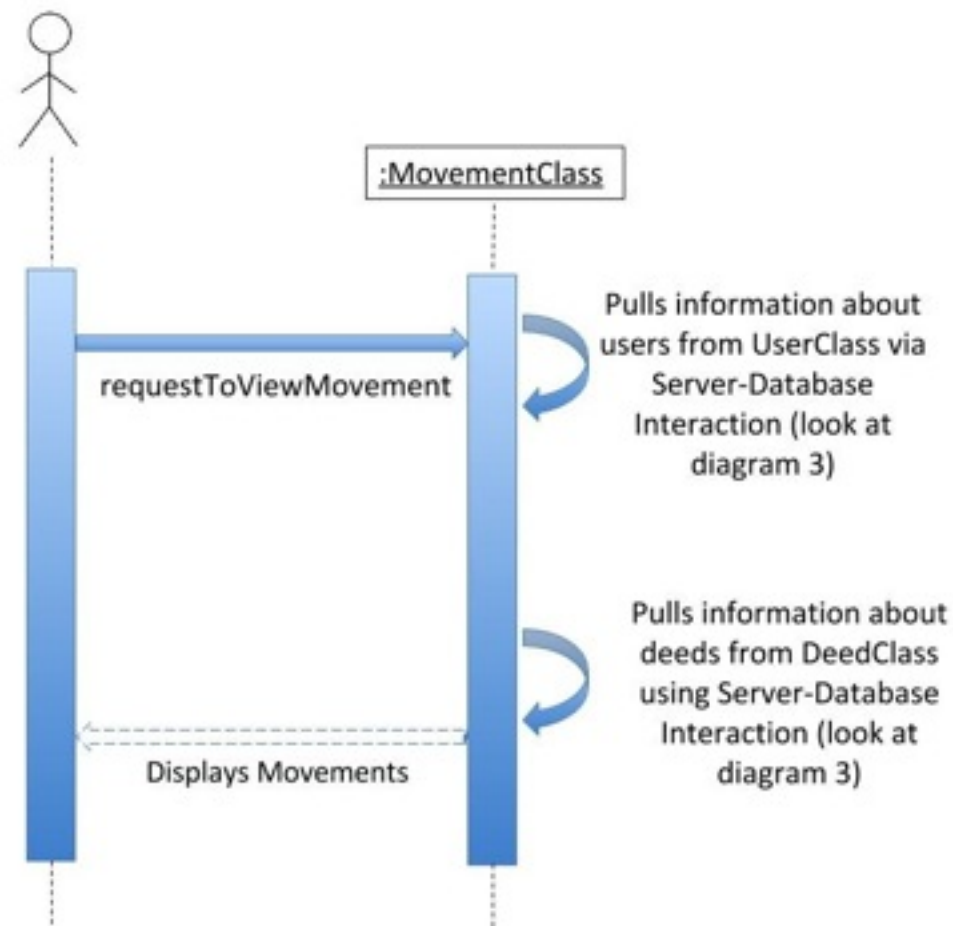 :MovementClass
requestToViewMovement
Pulls information about
users from UserClass via
Server-Database
Interaction (look at
diagram 3)
Pulls information about
deeds from DeedClass
using Server-Database
Interaction (look at
diagram 3)
Displays Movements